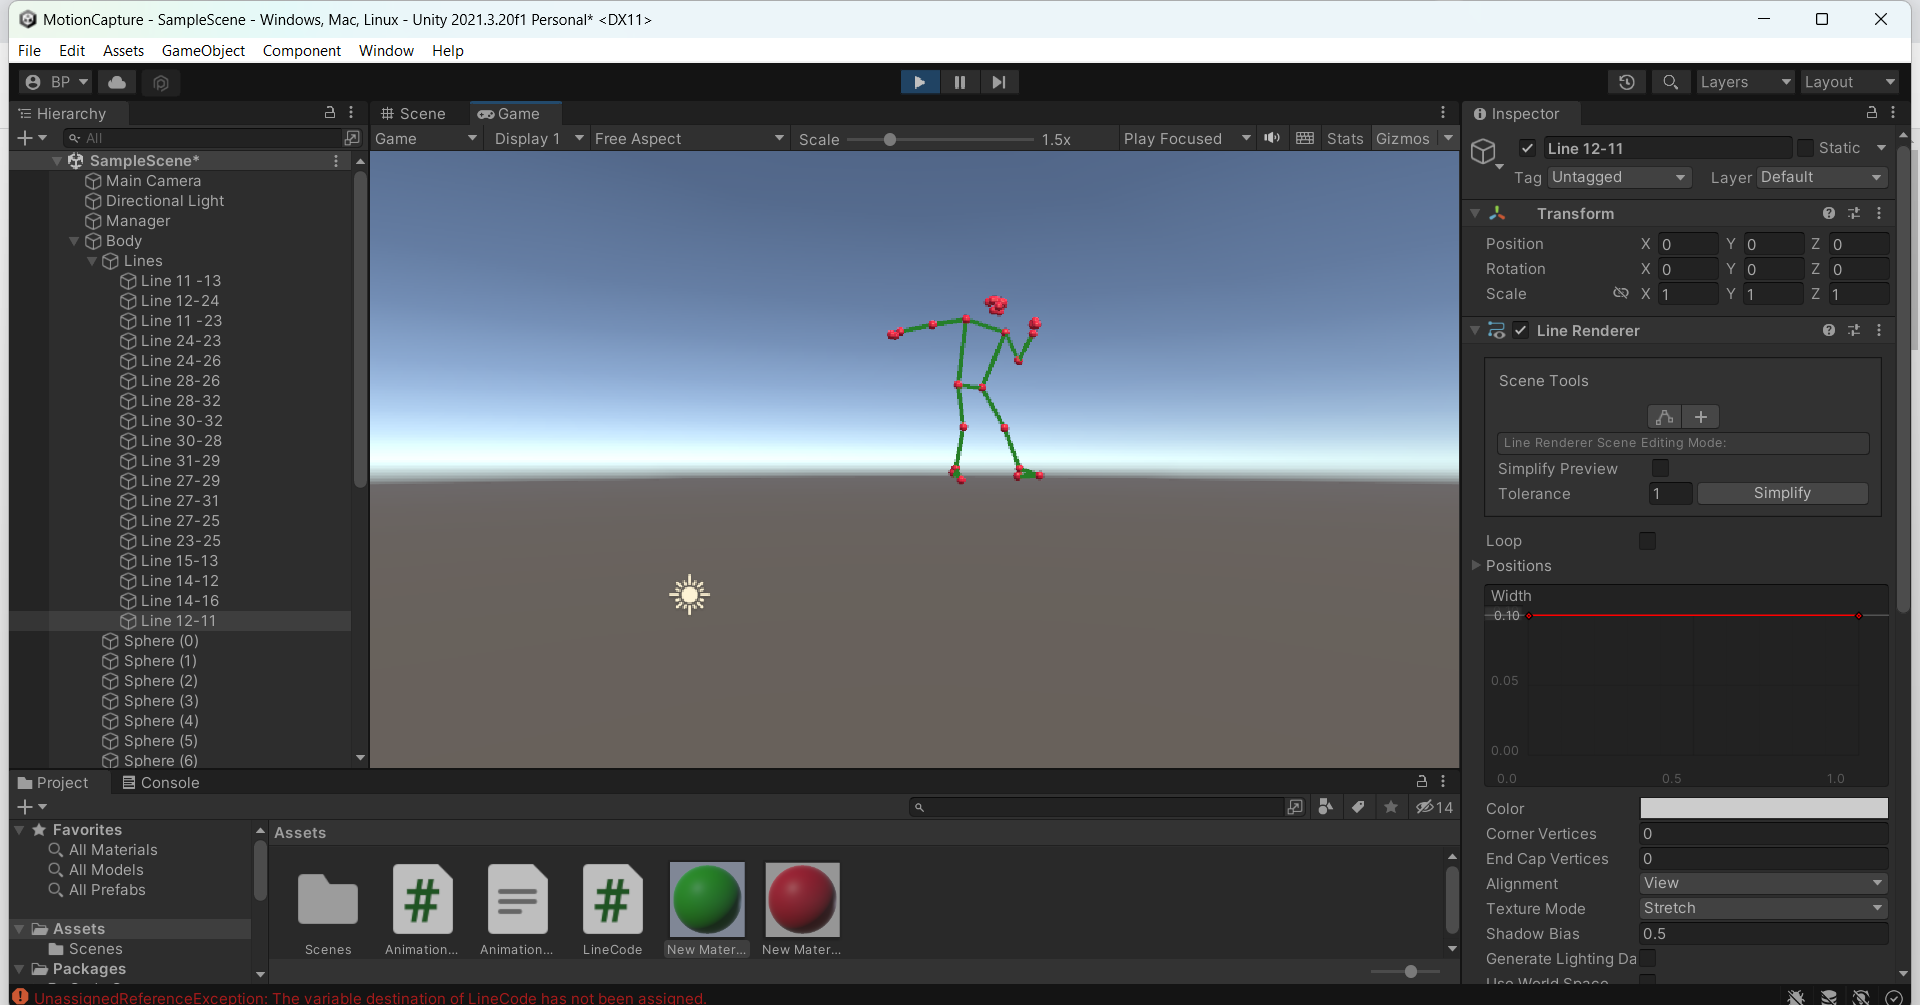 MotionCapture - SampleScene - Windows, Mac, Linux - Unity 2021.3.20f1 Personal* <DX11>
File Edit Assets GameObject Component Window Help
BP
Layers Layout
Hierarchy
All
SampleScene*
Main Camera
Directional Light
Manager
Body
Lines
Line 11 -13
Line 12-24
Line 11 -23
Line 24-23
Line 24-26
Line 28-26
Line 28-32
Line 30-32
Line 30-28
Line 31-29
Line 27-29
Line 27-31
Line 27-25
Line 23-25
Line 15-13
Line 14-12
Line 14-16
Line 12-11
Sphere (0)
Sphere (1)
Sphere (2)
Sphere (3)
Sphere (4)
Sphere (5)
Sphere (6)
Scene Game
Game Display 1 Free Aspect Scale 1.5x Play Focused Stats Gizmos
Inspector
Line 12-11 Static
Tag Untagged Layer Default
Transform
Position X 0 Y 0 Z 0
Rotation X 0 Y 0 Z 0
Scale X 1 Y 1 Z 1
Line Renderer
Scene Tools
Line Renderer Scene Editing Mode:
Simplify Preview
Tolerance 1 Simplify
Loop
Positions
Width
0.10
0.05
0.00
0.0 0.5 1.0
Color
Corner Vertices 0
End Cap Vertices 0
Alignment View
Texture Mode Stretch
Shadow Bias 0.5
Generate Lighting Da
Use World Space
Project Console
14
Favorites
All Materials
All Models
All Prefabs
Assets
Scenes
Packages
Assets
Scenes Animation... Animation... LineCode New Mater... New Mater...
UnassignedReferenceException: The variable destination of LineCode has not been assigned.